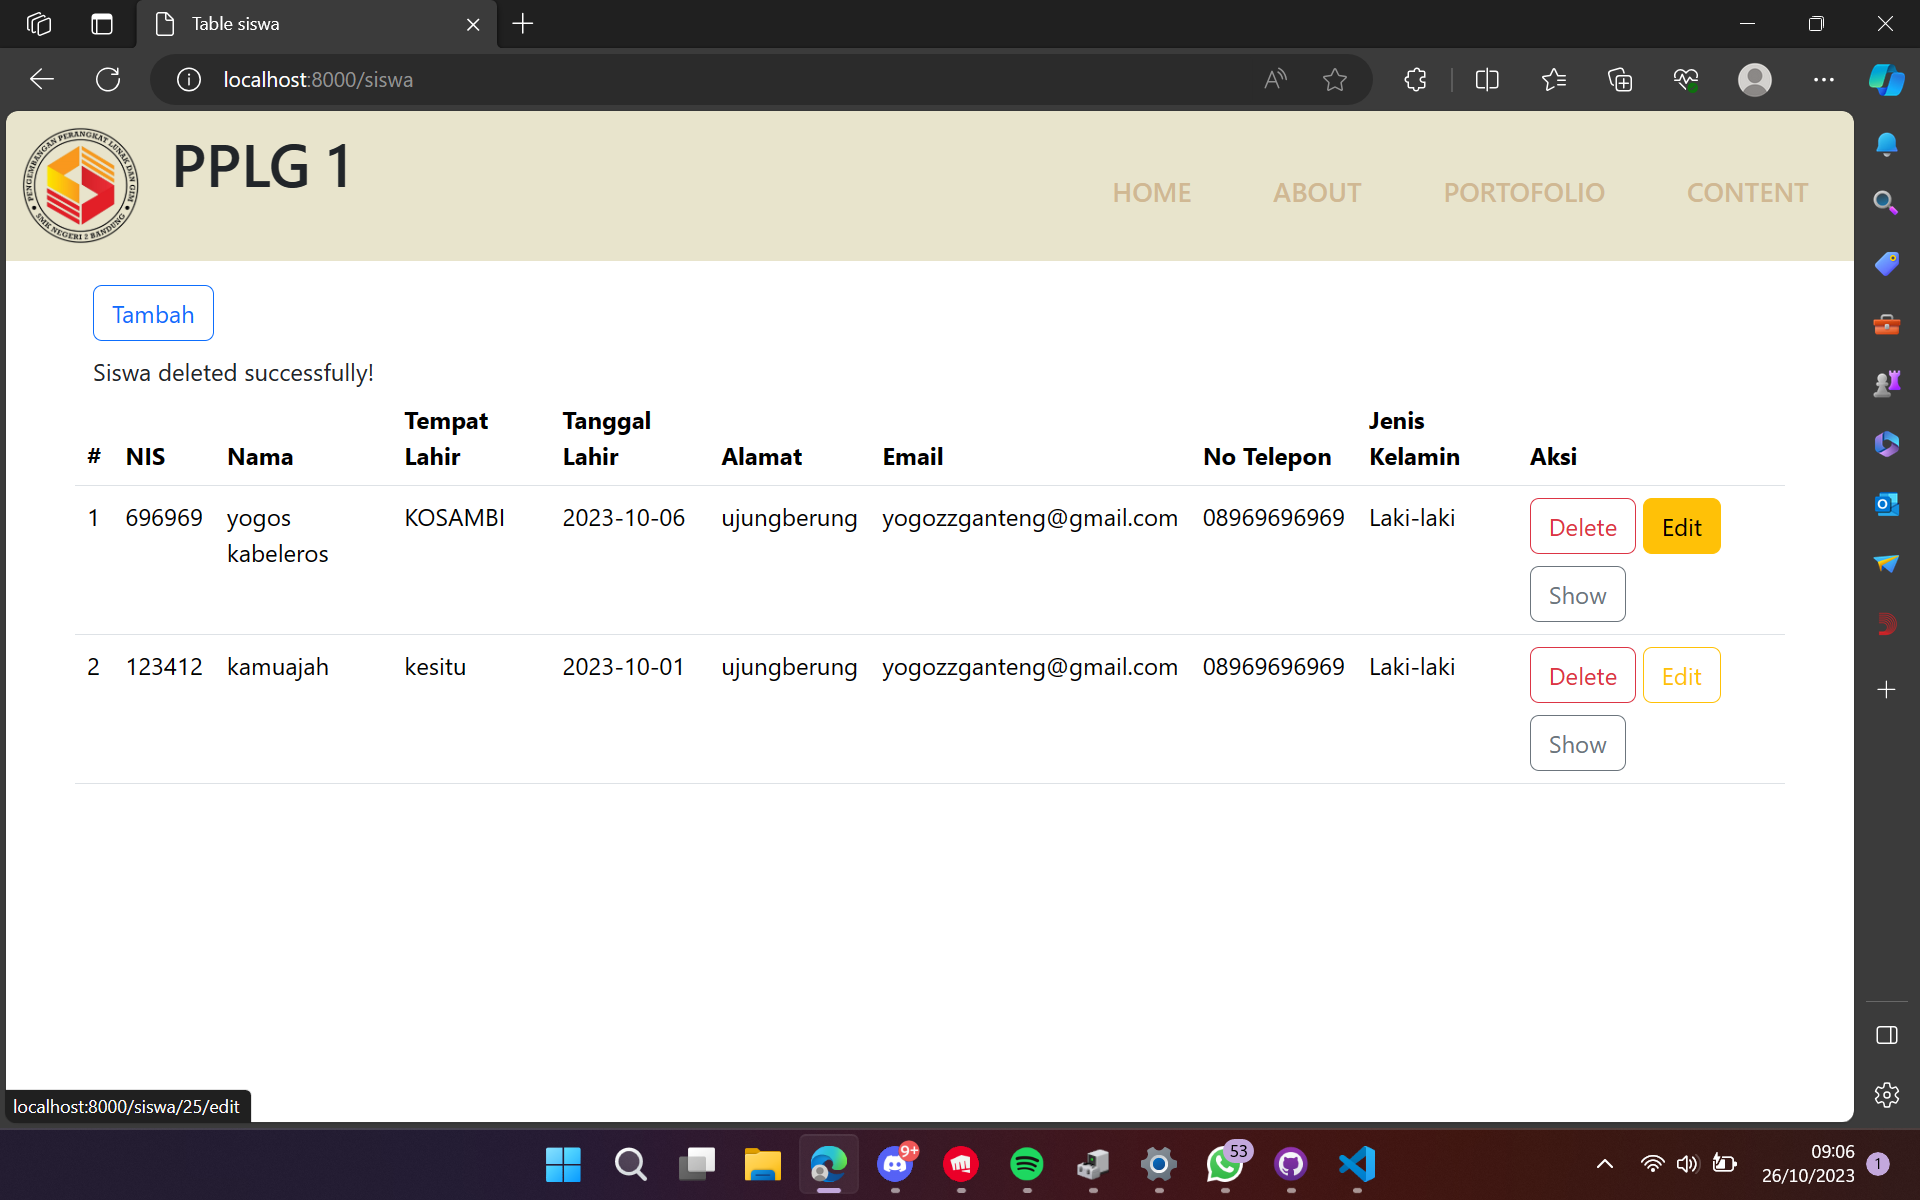 Table siswa
localhost:8000/siswa
PENGEMBANGAN PERANGKAT LUNAK DAN GIM
SMK NEGERI 2 BANDUNG
PPLG 1
HOME ABOUT PORTOFOLIO CONTENT
Tambah
Siswa deleted successfully!
# NIS Nama Tempat Lahir Tanggal Lahir Alamat Email No Telepon Jenis Kelamin Aksi
1 696969 yogos kabeleros KOSAMBI 2023-10-06 ujungberung yogozzganteng@gmail.com 08969696969 Laki-laki Delete Edit
Show
2 123412 kamuajah kesitu 2023-10-01 ujungberung yogozzganteng@gmail.com 08969696969 Laki-laki Delete Edit
Show
localhost:8000/siswa/25/edit
9+
53
09:06
26/10/2023
1